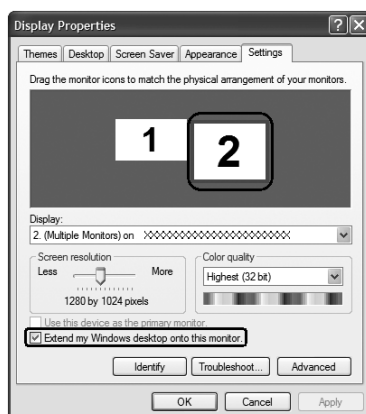 Display Properties
Themes Desktop Screen Saver Appearance Settings
Drag the monitor icons to match the physical arrangement of your monitors.
1 2
Display:
2. (Multiple Monitors) on XXXXXXXXXXXXXXXXXXXXXX
Screen resolution Color quality
Less More Highest (32 bit)
1280 by 1024 pixels
Use this device as the primary monitor.
Extend my Windows desktop onto this monitor.
Identify Troubleshoot... Advanced
OK Cancel Apply